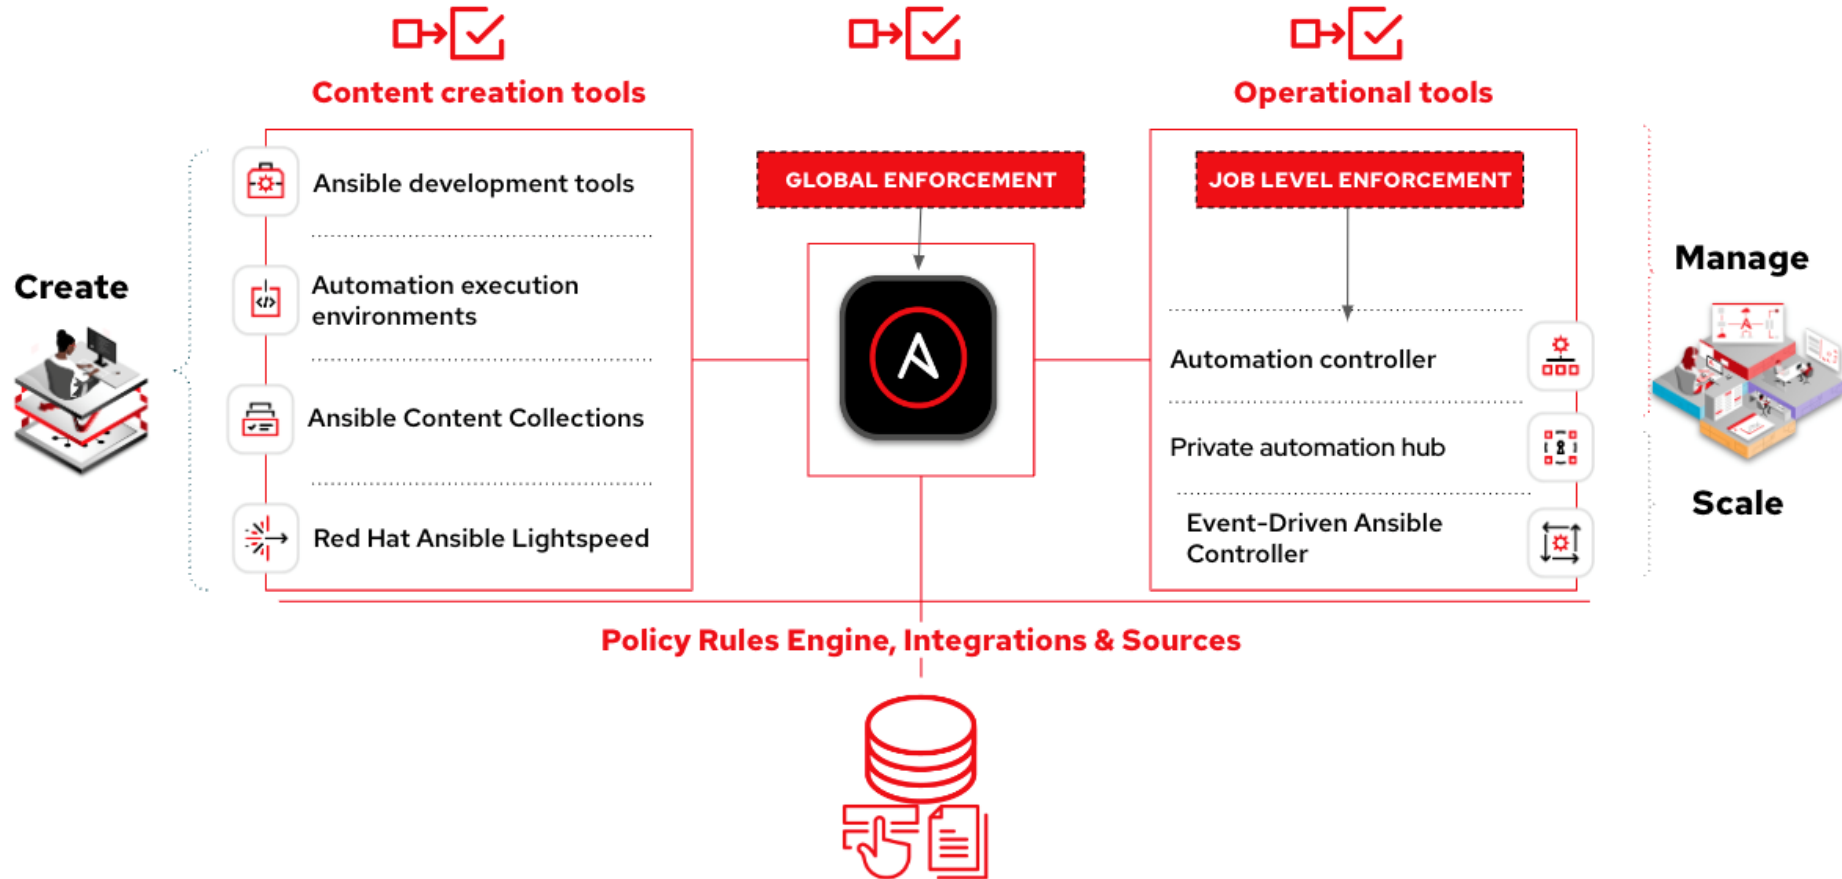 Content creation tools
Operational tools
Create
Ansible development tools
Automation execution
environments
Ansible Content Collections
Red Hat Ansible Lightspeed
GLOBAL ENFORCEMENT
JOB LEVEL ENFORCEMENT
Automation controller
Private automation hub
Event-Driven Ansible
Controller
Manage
Scale
Policy Rules Engine, Integrations & Sources